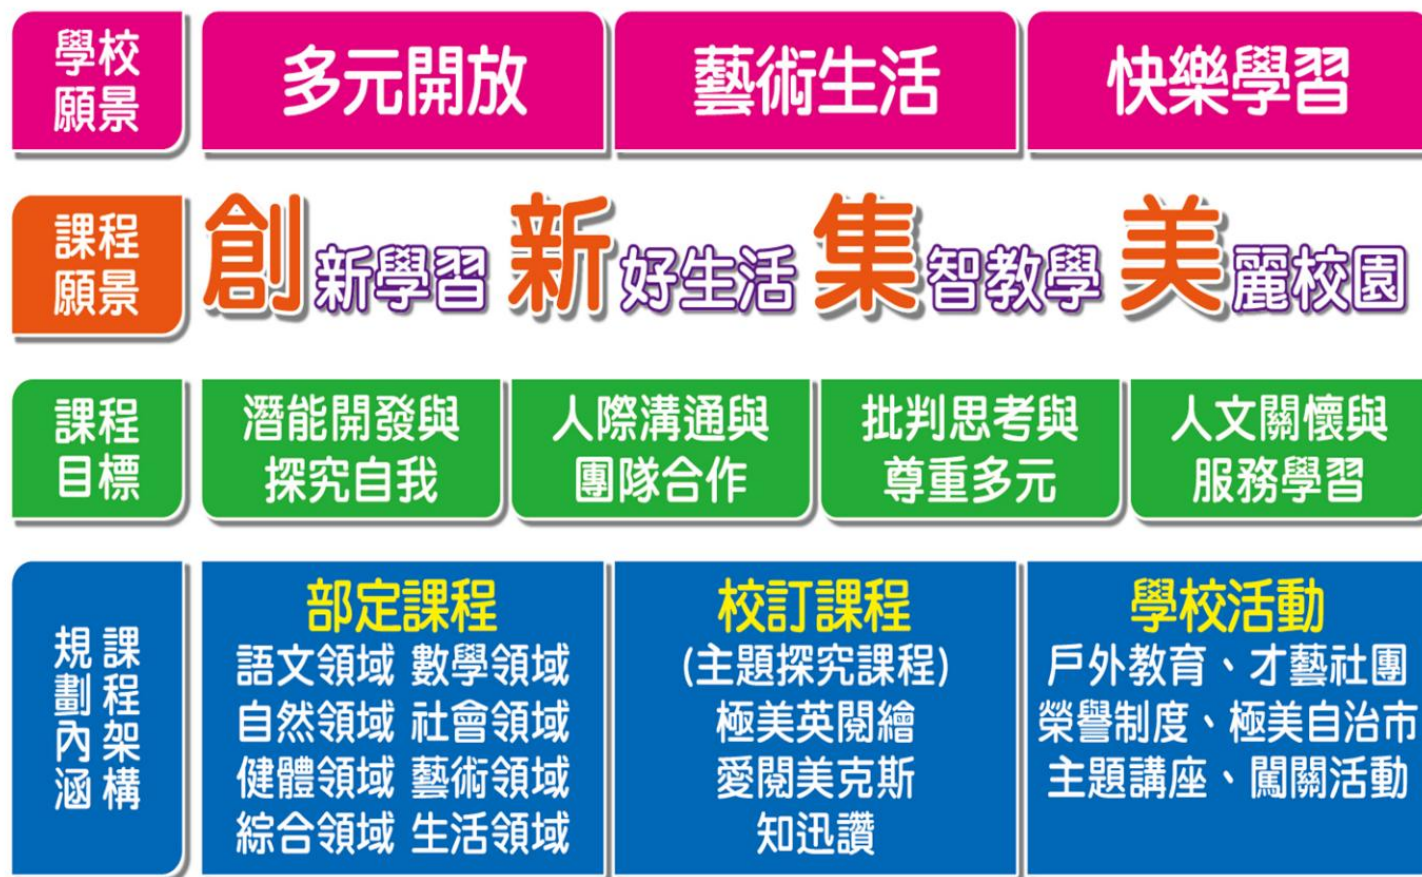 學校
願景
多元開放
藝術生活
快樂學習
課程
願景
創新學習
新好生活
集智教學
美麗校園
課程
目標
潛能開發與
探究自我
人際溝通與
團隊合作
批判思考與
尊重多元
人文關懷與
服務學習
課程架構
規劃內涵
部定課程
語文領域 數學領域
自然領域 社會領域
健體領域 藝術領域
綜合領域 生活領域
校訂課程
(主題探究課程)
極美英閱繪
愛閱美克斯
知迅讚
學校活動
戶外教育、才藝社團
榮譽制度、極美自治市
主題講座、闖關活動